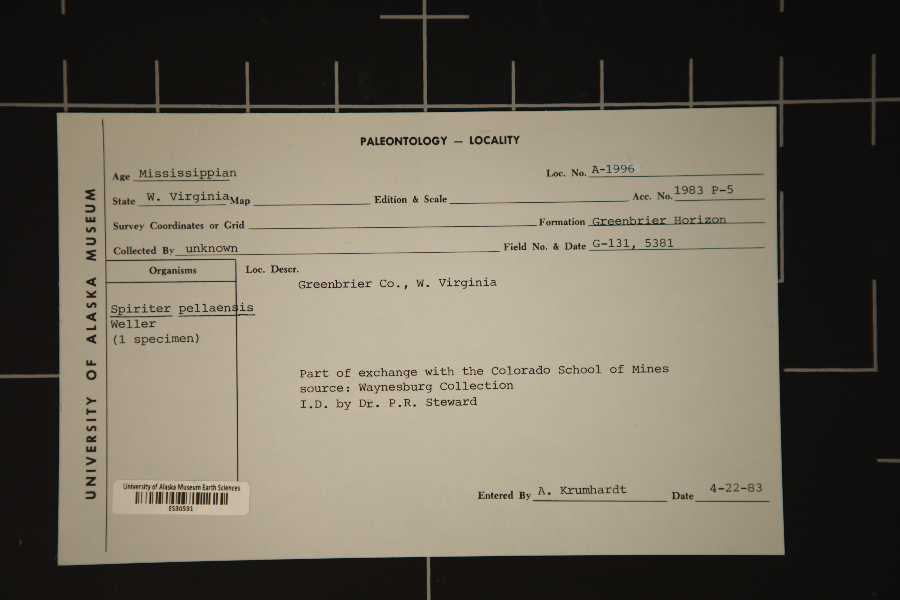 PALEONTOLOGY — LOCALITY
Age Mississippian Loc. No. A-1996
State W. Virginia Map Edition & Scale Acc. No. 1983 P-5
Survey Coordinates or Grid Formation Greenbrier Horizon
Collected By unknown Field No. & Date G-131, 5381
Organisms Loc. Descr.
Greenbrier Co., W. Virginia
Spiriter pellaensis
Weller
(1 specimen)
Part of exchange with the Colorado School of Mines
source: Waynesburg Collection
I.D. by Dr. P.R. Steward
Entered By A. Krumhardt Date 4-22-83
University of Alaska Museum Earth Sciences
ES30591
UNIVERSITY OF ALASKA MUSEUM